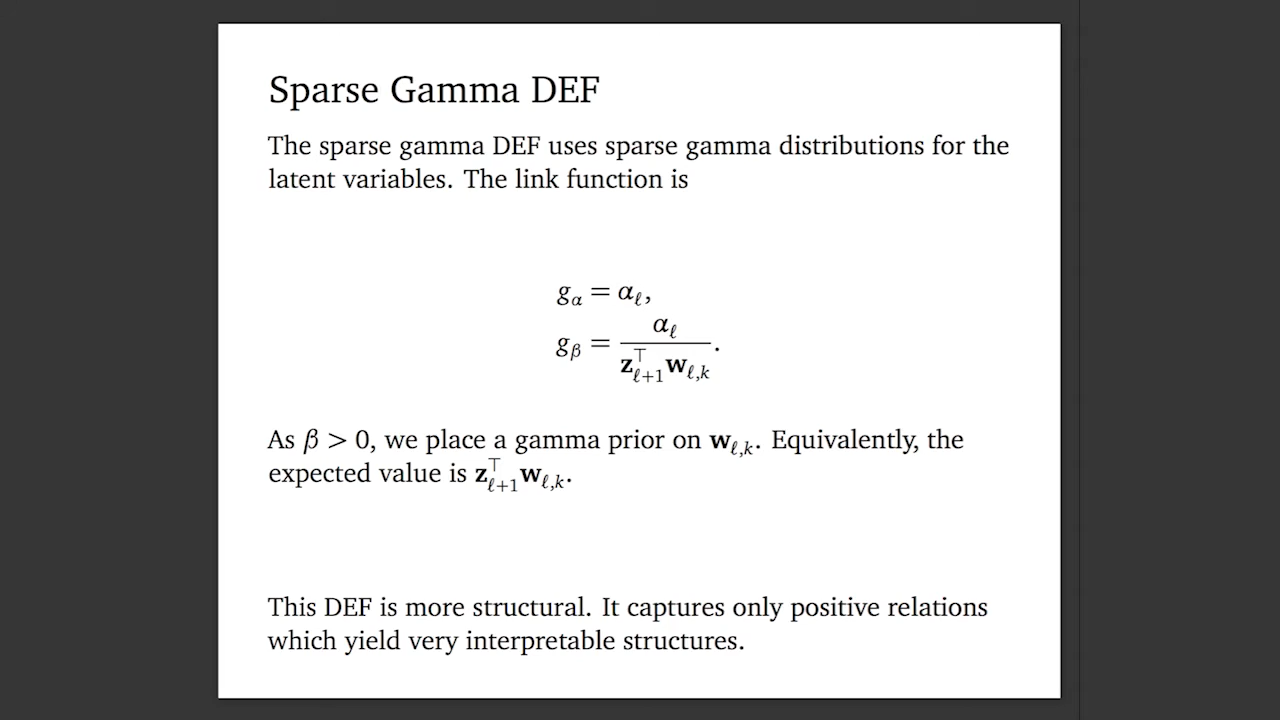 Sparse Gamma DEF
The sparse gamma DEF uses sparse gamma distributions for the
latent variables. The link function is
g_α = α_ℓ,
g_β = α_ℓ / z_{ℓ+1}^⊤ w_{ℓ,k}.
As β > 0, we place a gamma prior on w_{ℓ,k}. Equivalently, the
expected value is z_{ℓ+1}^⊤ w_{ℓ,k}.
This DEF is more structural. It captures only positive relations
which yield very interpretable structures.